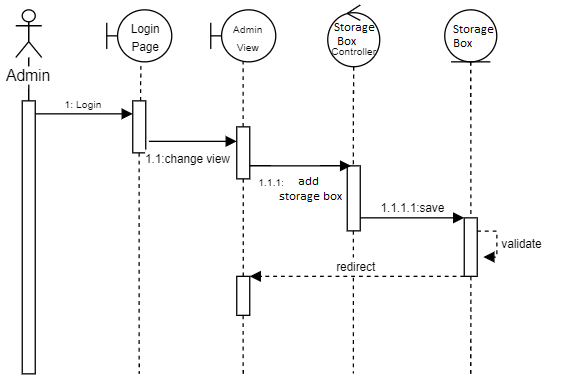 Login
Page
Admin
View
Storage
Box
Controller
Storage
Box
Admin
1: Login
1.1:change view
1.1.1: add
storage box
1.1.1.1:save
validate
redirect